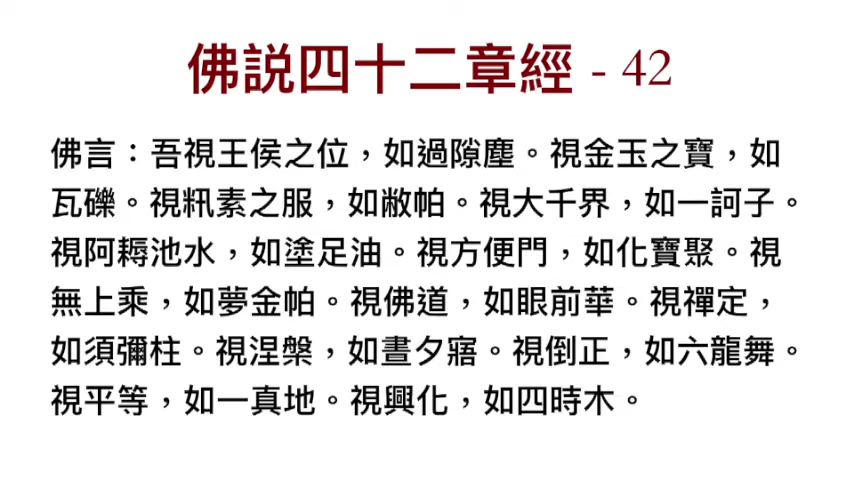 佛説四十二章經 - 42
佛言：吾視王侯之位，如過隙塵。視金玉之寶，如
瓦礫。視紈素之服，如敝帕。視大千界，如一訶子。
視阿耨池水，如塗足油。視方便門，如化寶聚。視
無上乘，如夢金帕。視佛道，如眼前華。視禪定，
如須彌柱。視涅槃，如晝夕寤。視倒正，如六龍舞。
視平等，如一真地。視興化，如四時木。